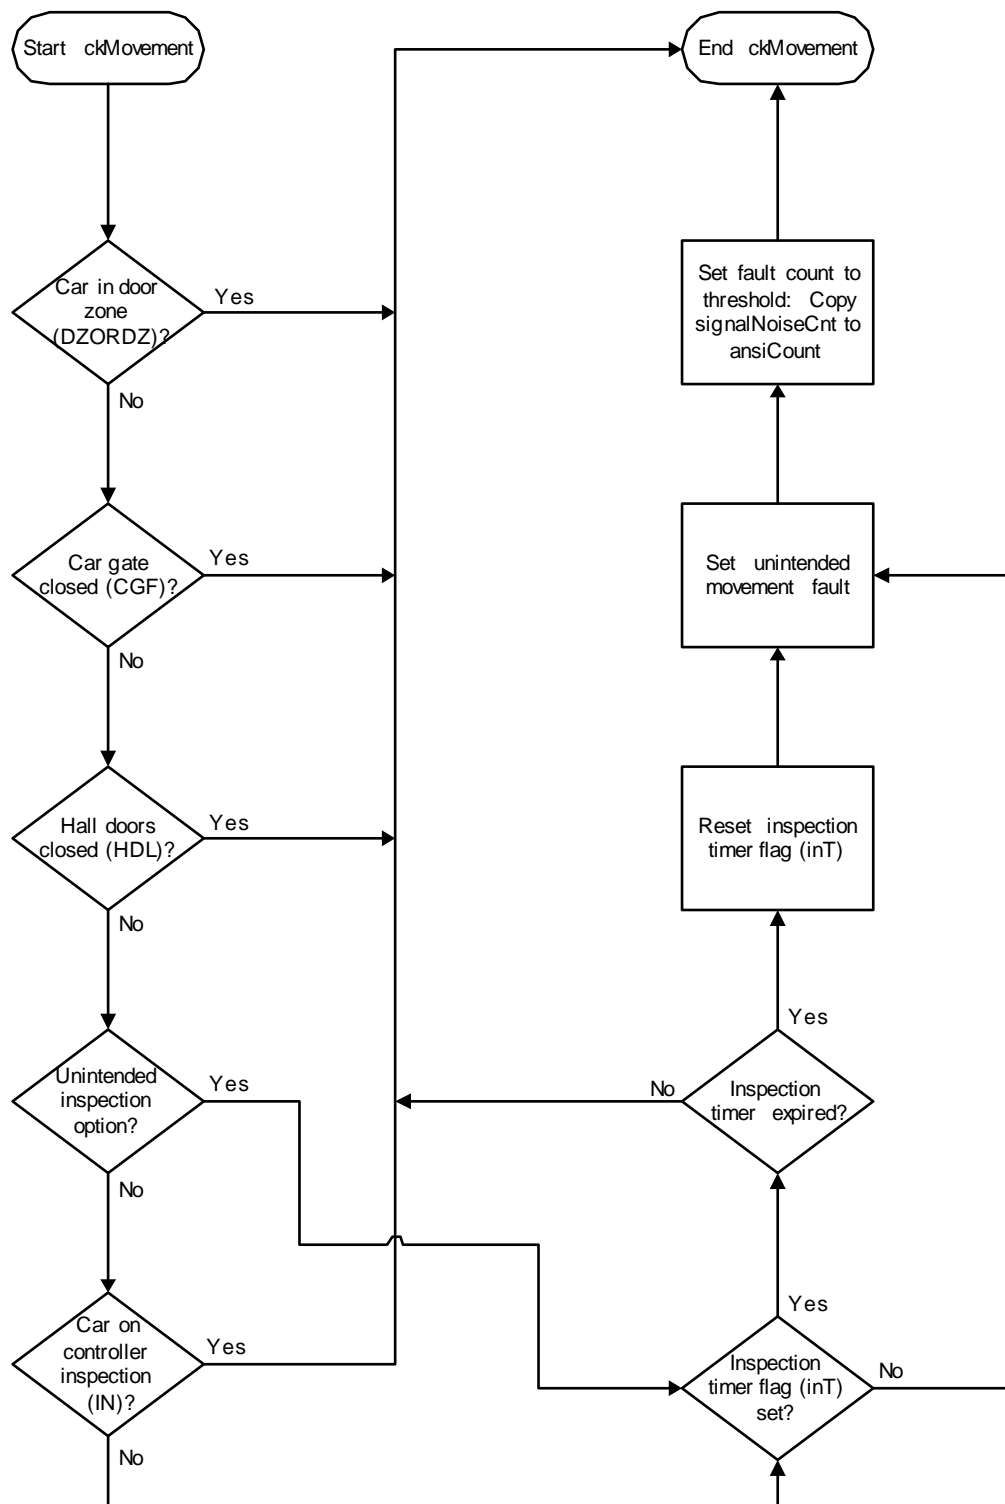 Start ckMovement
End ckMovement
Car in door
zone
(DZORDZ)?
Yes
No
Set fault count to
threshold: Copy
signalNoiseCnt to
ansiCount
Car gate
closed (CGF)?
Yes
No
Set unintended
movement fault
Hall doors
closed (HDL)?
Yes
No
Reset inspection
timer flag (inT)
Unintended
inspection
option?
Yes
No
Yes
No
Inspection
timer expired?
Car on
controller
inspection
(IN)?
Yes
No
Yes
Inspection
timer flag (inT)
set?
No